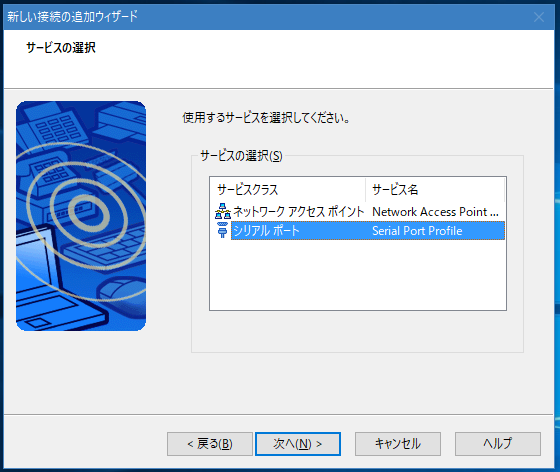 新しい接続の追加ウィザード
サービスの選択
使用するサービスを選択してください。
サービスの選択(S)
サービスクラス サービス名
ネットワーク アクセス ポイント Network Access Point ...
シリアル ポート Serial Port Profile
< 戻る(B) 次へ(N) > キャンセル ヘルプ